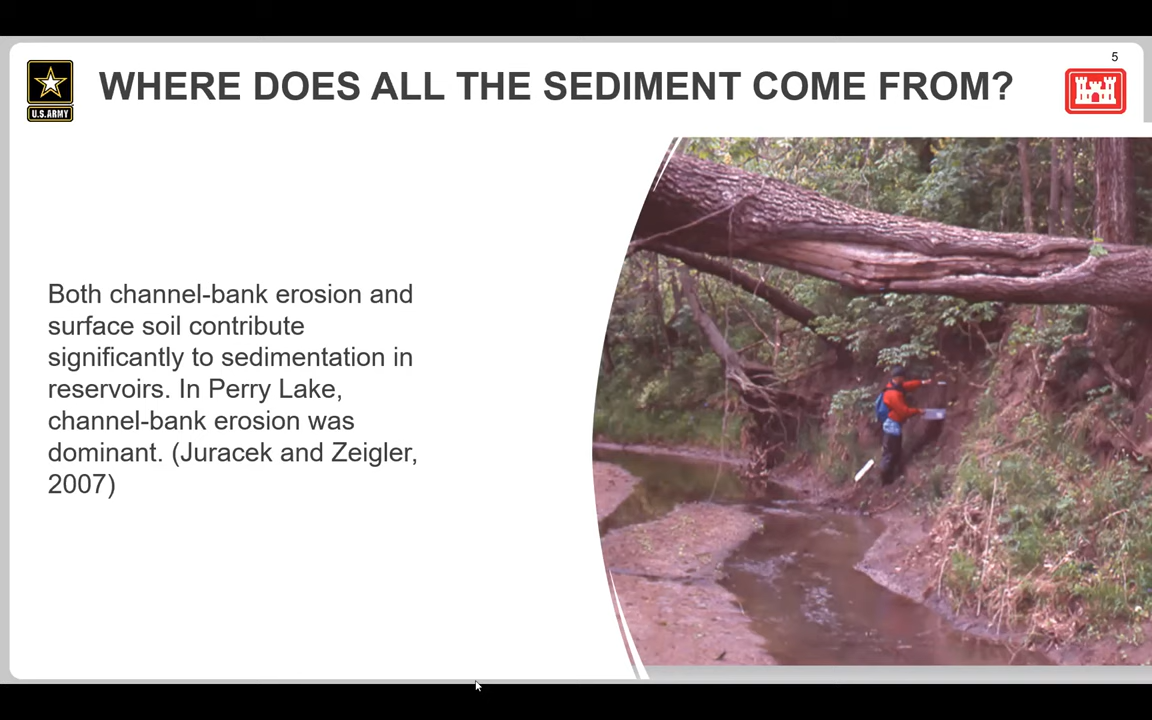 5
WHERE DOES ALL THE SEDIMENT COME FROM?
U.S.ARMY
Both channel-bank erosion and
surface soil contribute
significantly to sedimentation in
reservoirs. In Perry Lake,
channel-bank erosion was
dominant. (Juracek and Zeigler,
2007)